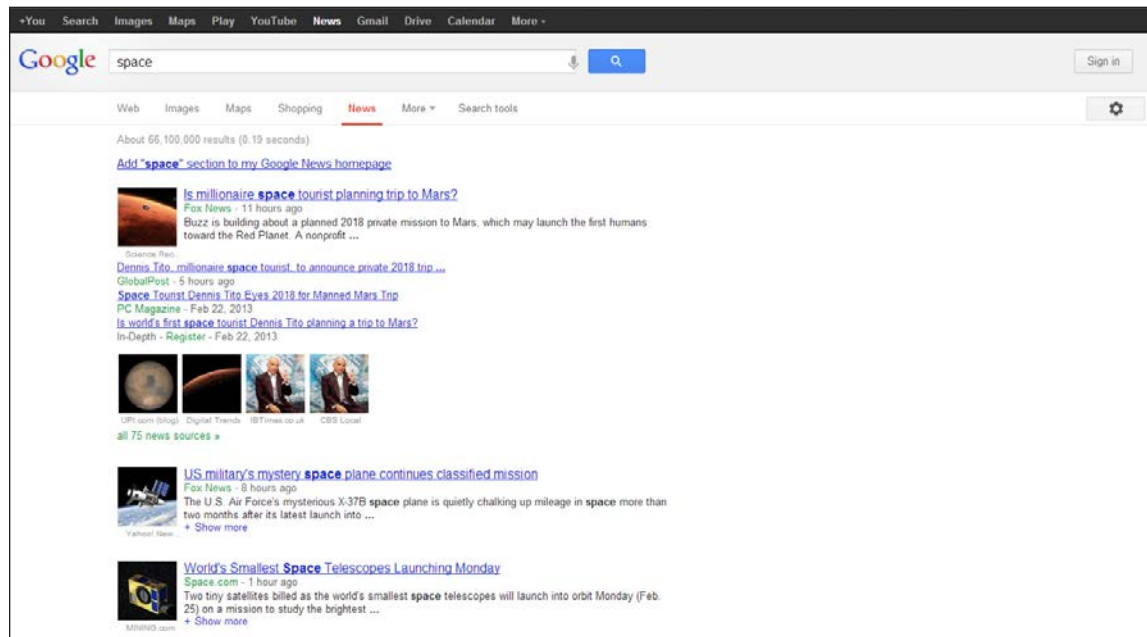 +You Search Images Maps Play YouTube News Gmail Drive Calendar More
Google space Sign in
Web Images Maps Shopping News More Search tools
About 66,100,000 results (0.19 seconds)
Add "space" section to my Google News homepage
Is millionaire space tourist planning trip to Mars?
Fox News - 11 hours ago
Buzz is building about a planned 2018 private mission to Mars, which may launch the first humans
toward the Red Planet. A nonprofit ...
Science Rec...
Dennis Tito, millionaire space tourist, to announce private 2018 trip ...
GlobalPost - 5 hours ago
Space Tourist Dennis Tito Eyes 2018 for Manned Mars Trip
PC Magazine - Feb 22, 2013
Is world's first space tourist Dennis Tito planning a trip to Mars?
In-Depth - Register - Feb 22, 2013
UPI.com (blog) Digital Trends IBTimes.co.uk CBS Local
all 75 news sources »
US military's mystery space plane continues classified mission
Fox News - 8 hours ago
The U.S. Air Force's mysterious X-37B space plane is quietly chalking up mileage in space more than
two months after its latest launch into ...
+ Show more
Yahoo! New...
World's Smallest Space Telescopes Launching Monday
Space.com - 1 hour ago
Two tiny satellites billed as the world's smallest space telescopes will launch into orbit Monday (Feb.
25) on a mission to study the brightest ...
+ Show more
MINING.com